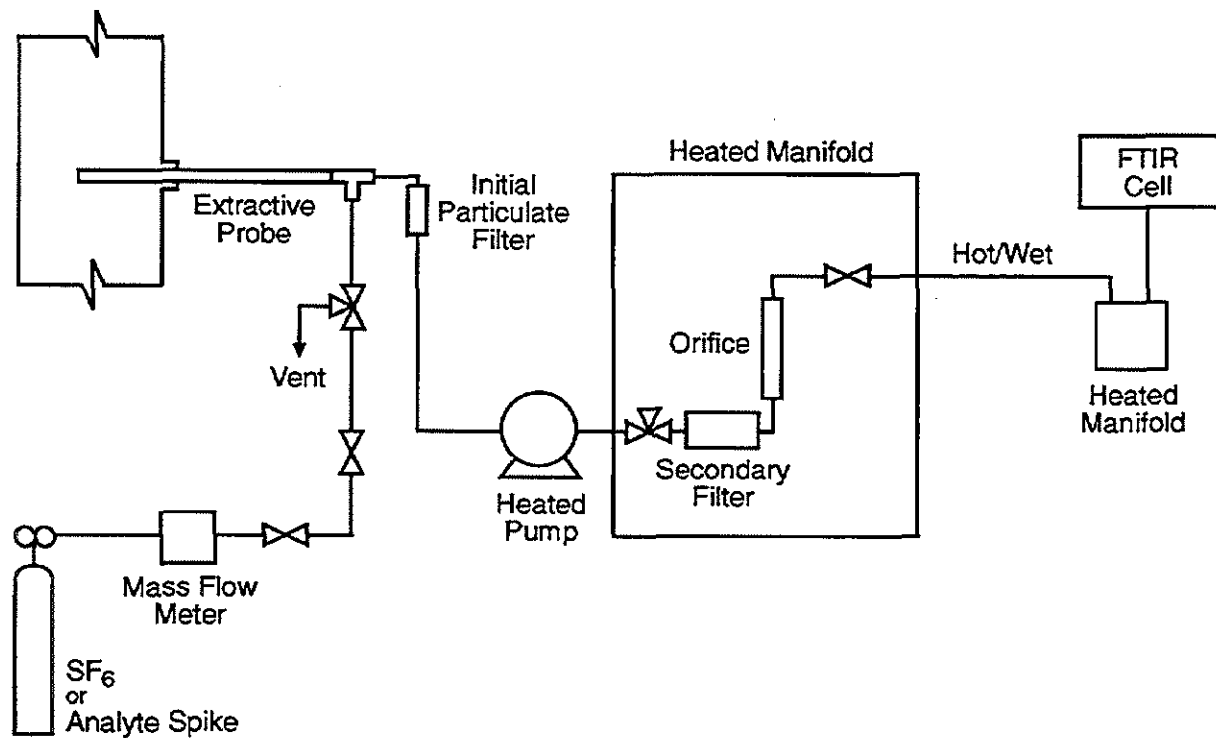 Extractive
Probe
Initial
Particulate
Filter
Heated Manifold
FTIR
Cell
Hot/Wet
Vent
Orifice
Heated
Manifold
Secondary
Filter
Heated
Pump
Mass Flow
Meter
SF6
or
Analyte Spike